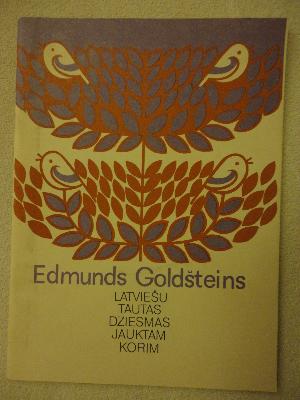 Edmunds Goldšteins
LATVIEŠU
TAUTAS
DZIESMAS
JAUKTAM
KORIM